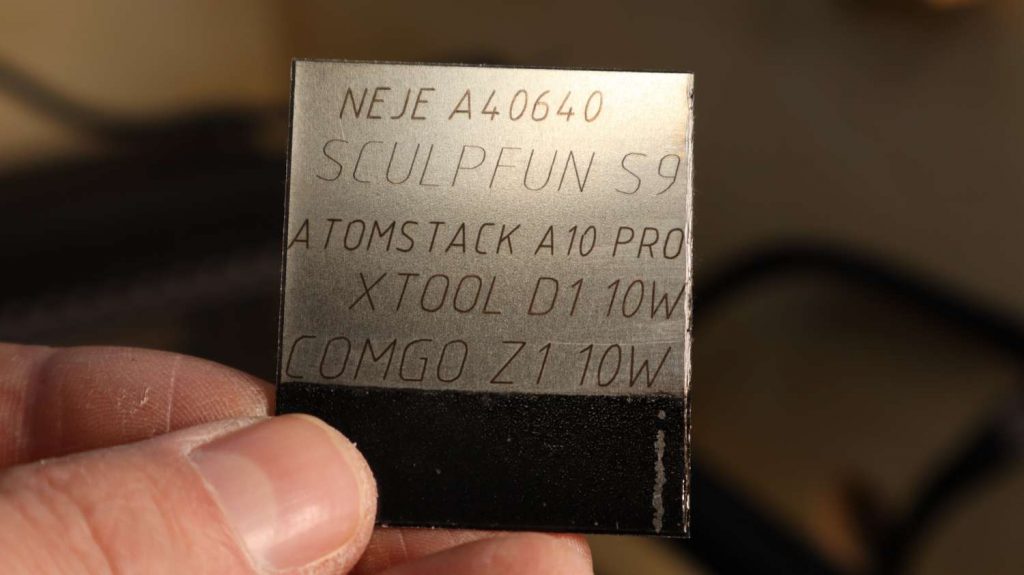 NEJE A40640
SCULPFUN S9
ATOMSTACK A10 PRO
XTOOL D1 10W
COMGO Z1 10W